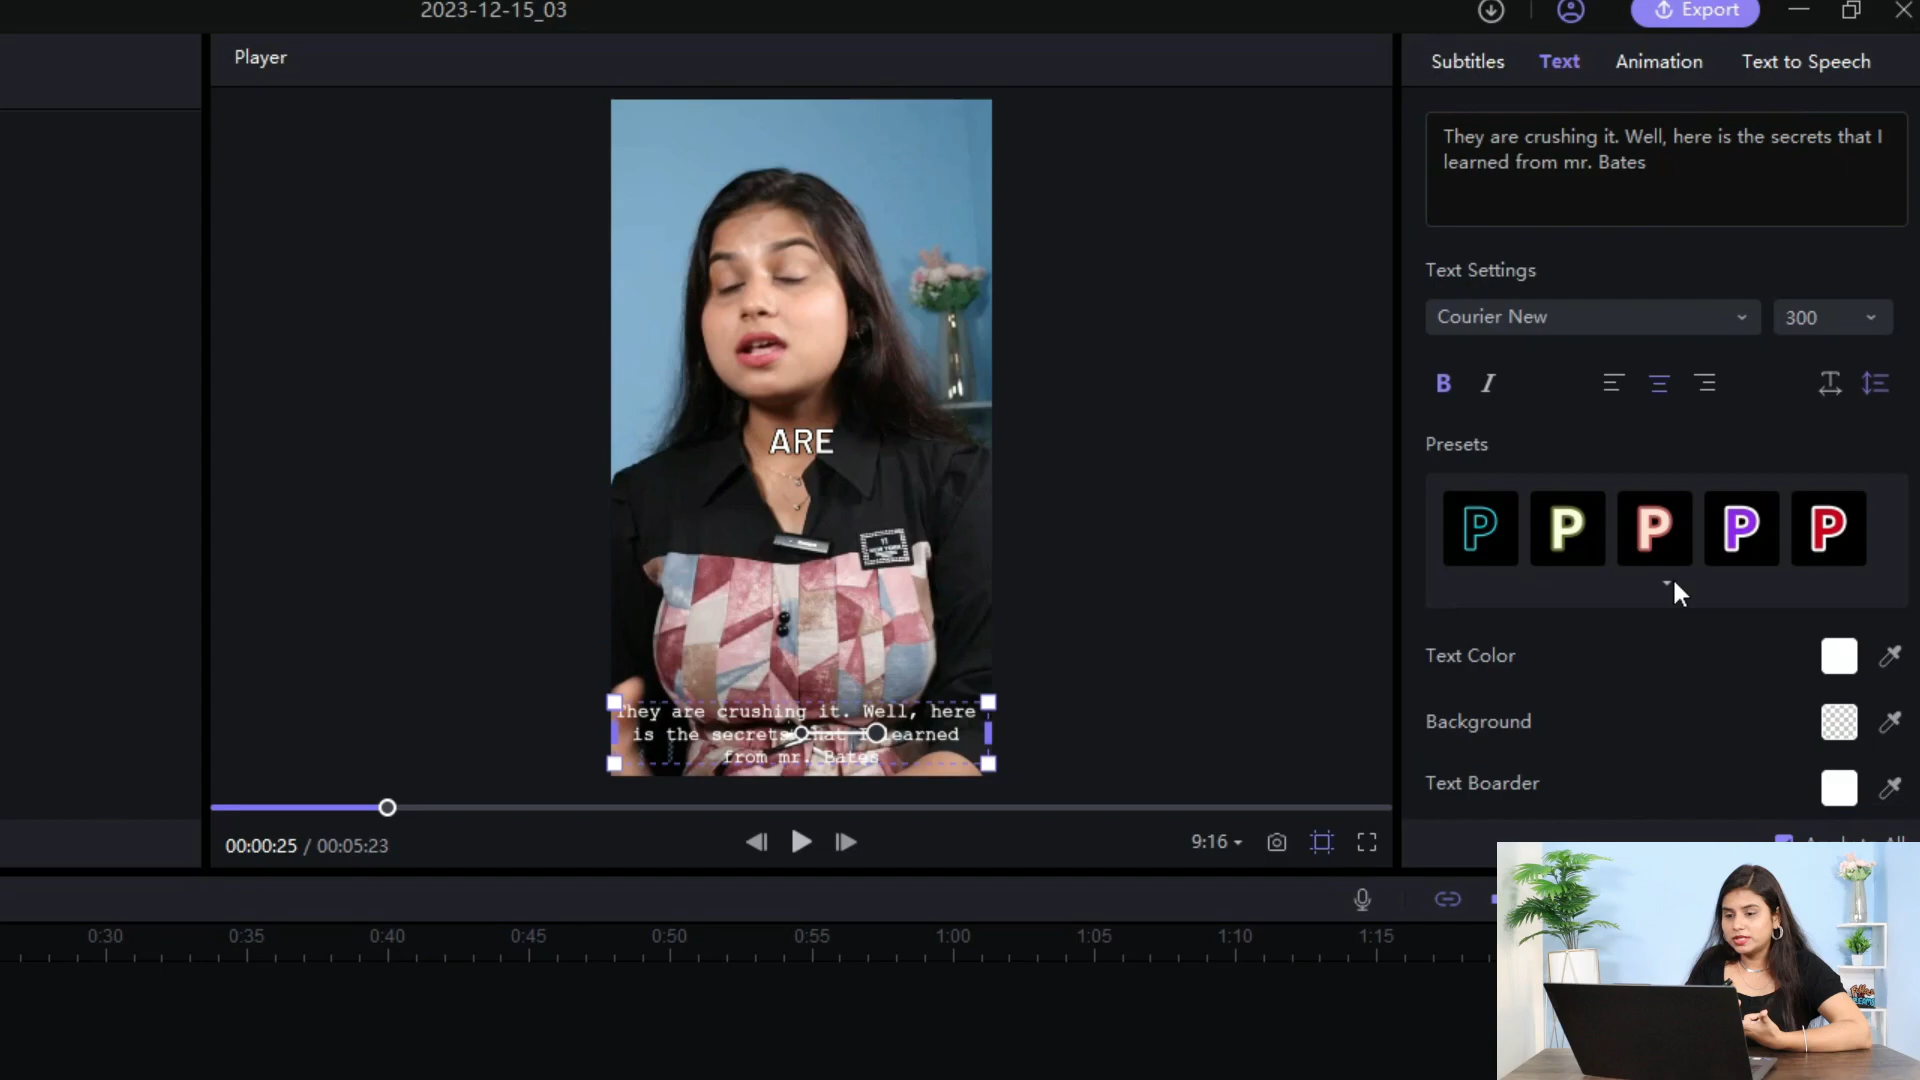 2023-12-15_03
Export
Player
Subtitles
Text
Animation
Text to Speech
They are crushing it. Well, here is the secrets that I
learned from mr. Bates
Text Settings
Courier New
300
B
I
Presets
P
P
P
P
P
Text Color
Background
Text Boarder
ARE
They are crushing it. Well, here
is the secrets that I learned
from mr. Bates
00:00:25 / 00:05:23
9:16
0:30
0:35
0:40
0:45
0:50
0:55
1:00
1:05
1:10
1:15